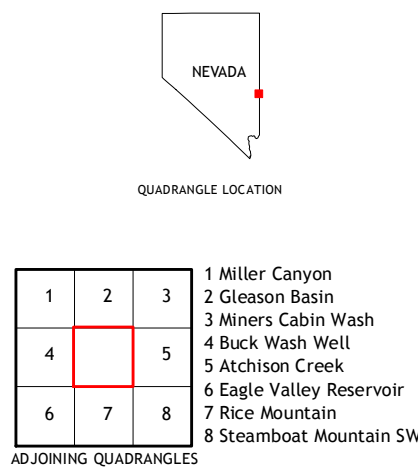 NEVADA
QUADRANGLE LOCATION
1 2 3
4 5
6 7 8
1 Miller Canyon
2 Gleason Basin
3 Miners Cabin Wash
4 Buck Wash Well
5 Atchison Creek
6 Eagle Valley Reservoir
7 Rice Mountain
8 Steamboat Mountain SW
ADJOINING QUADRANGLES